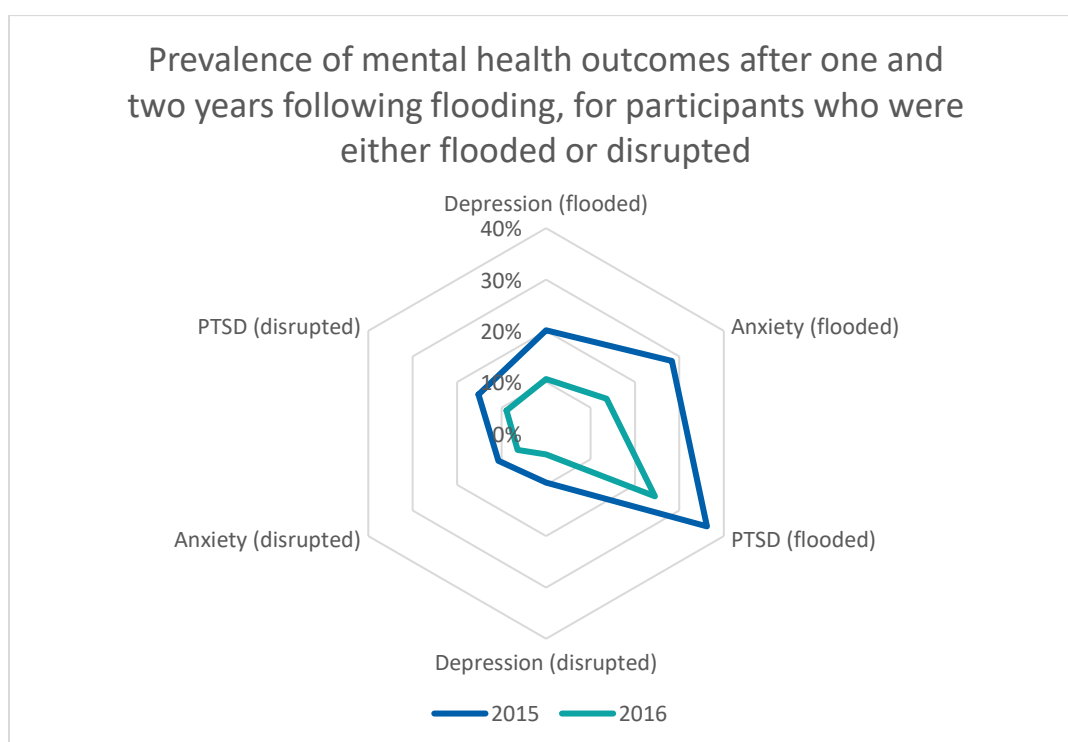 Prevalence of mental health outcomes after one and
two years following flooding, for participants who were
either flooded or disrupted
Depression (flooded)
40%
30%
20%
10%
0%
PTSD (disrupted)
Anxiety (flooded)
Anxiety (disrupted)
PTSD (flooded)
Depression (disrupted)
2015
2016